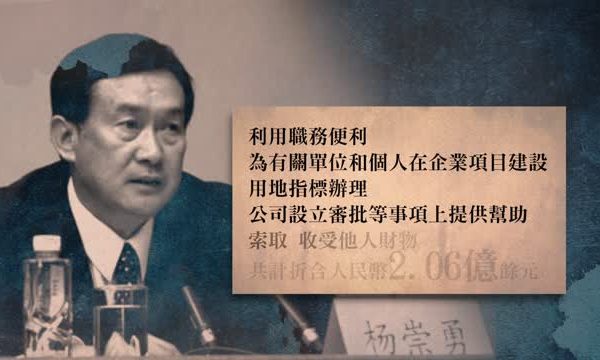 利用職務便利
為有關單位和個人在企業項目建設
用地指標辦理
公司設立審批等事項上提供幫助
索取 收受他人財物
共計折合人民幣2.06億餘元
杨崇勇